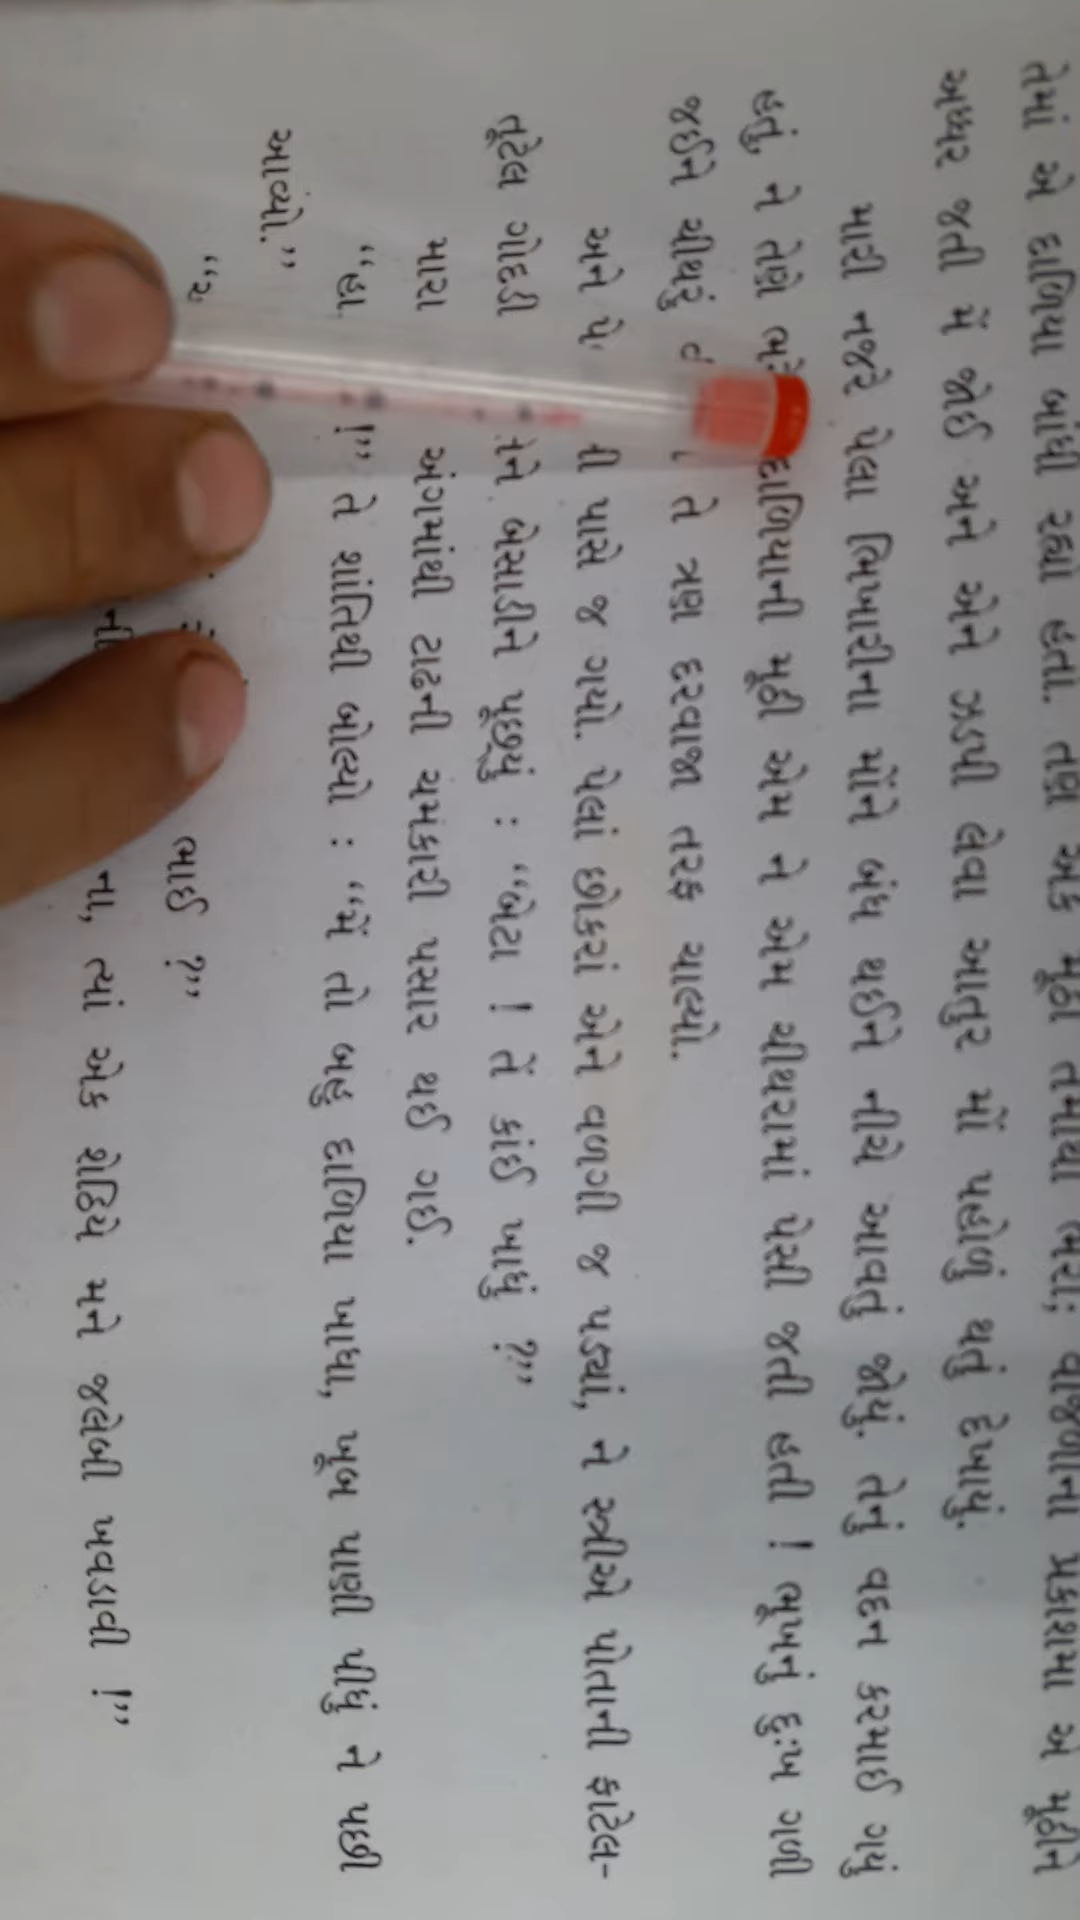 તેમાં એ દાળિયા બાંધી રહ્યા હતા. તણે એક મૂઠી તેમાંથી ભરી; વીજળીના પ્રકાશમાં એ મૂઠીને
અધ્ધર જતી મેં જોઈ અને એને ઝડપી લેવા આતુર મોં પહોળું થતું દેખાયું.
મારી નજરે પેલા ભિખારીના મોંને બંધ થઈને નીચે આવતું જોયું. તેનું વદન કરમાઈ ગયું
હતું, ને તેણે દાળિયાની મૂઠી એમ ને એમ ચીથરામાં પેસી જતી હતી ! ભૂખનું દુઃખ ગળી
જઈને ચીથરું તે ત્રણ દરવાજા તરફ ચાલ્યો.
અને પે ની પાસે જ ગયો. પેલાં છોકરાં એને વળગી જ પડ્યાં, ને સ્ત્રીએ પોતાની ફાટેલ-
તૂટેલ ગોદડી તેને બેસાડીને પૂછ્યું : “બેટા ! તેં કાંઈ ખાધું ?”
મારા અંગમાંથી ટાઢની ચમકારી પસાર થઈ ગઈ.
“હા !” તે શાંતિથી બોલ્યો : “મેં તો બહુ દાળિયા ખાધા, ખૂબ પાણી પીધું ને પછી
આવ્યો.”
ભાઈ ?”
ના, ત્યાં એક શેઠિયે મને જલેબી ખવડાવી !”